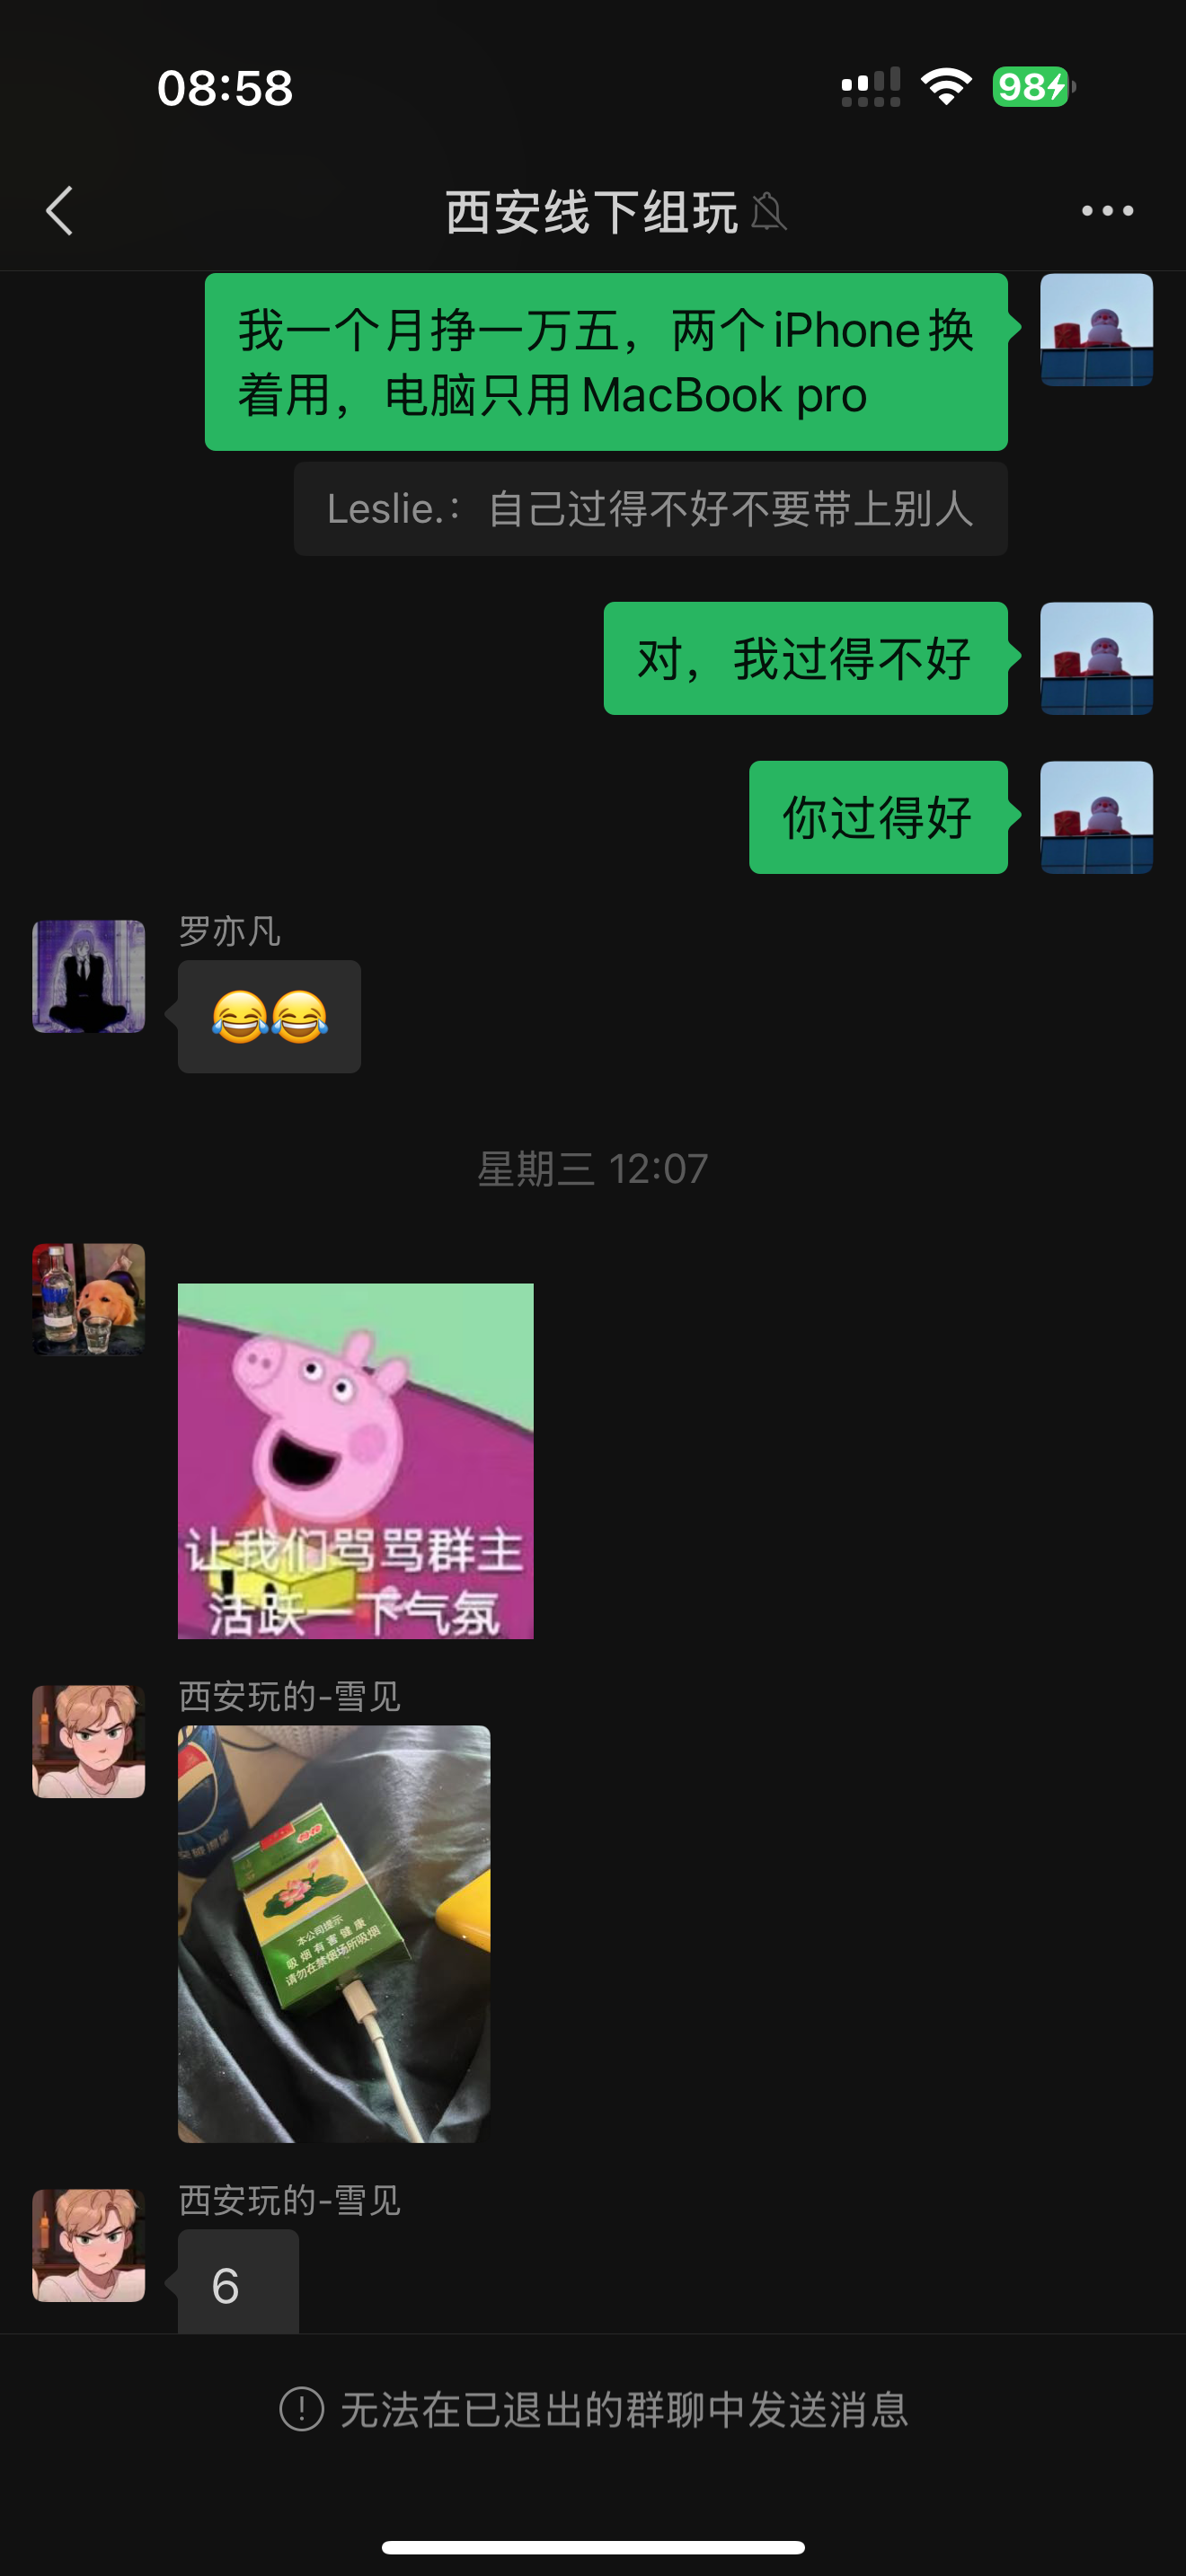 08:58
98
西安线下组玩
我一个月挣一万五，两个iPhone换
着用，电脑只用MacBook pro
Leslie.：自己过得不好不要带上别人
对，我过得不好
你过得好
罗亦凡
😂😂
星期三 12:07
让我们骂骂群主
活跃一下气氛
西安玩的-雪见
本公司提示
吸烟有害健康
请勿在禁烟场所吸烟
西安玩的-雪见
6
无法在已退出的群聊中发送消息